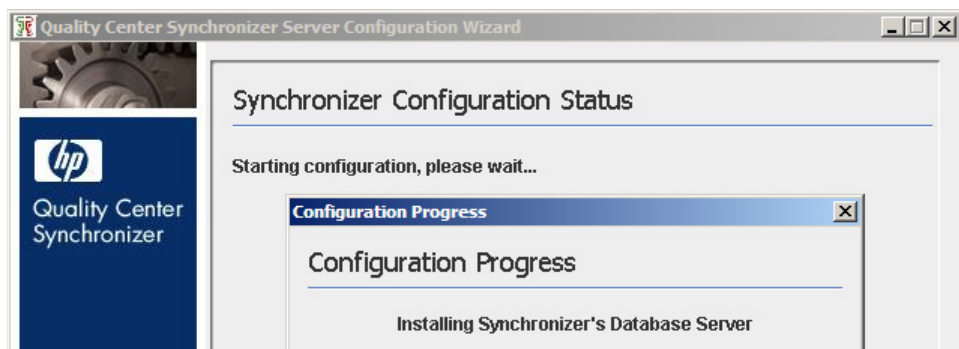 Quality Center Synchronizer Server Configuration Wizard
Synchronizer Configuration Status
hp
Starting configuration, please wait...
Quality Center
Synchronizer
Configuration Progress
Configuration Progress
Installing Synchronizer's Database Server